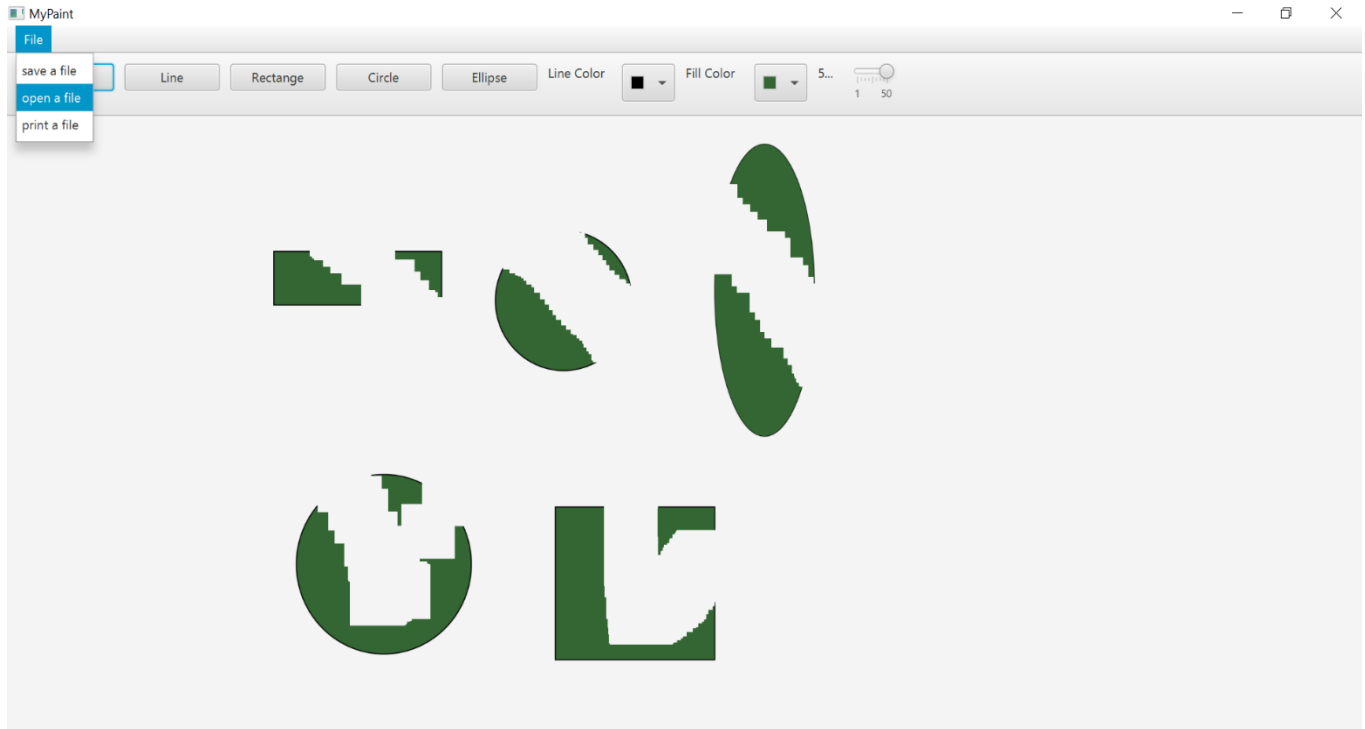 MyPaint
File
save a file
open a file
print a file
Line
Rectange
Circle
Ellipse
Line Color
Fill Color
5...
1 50